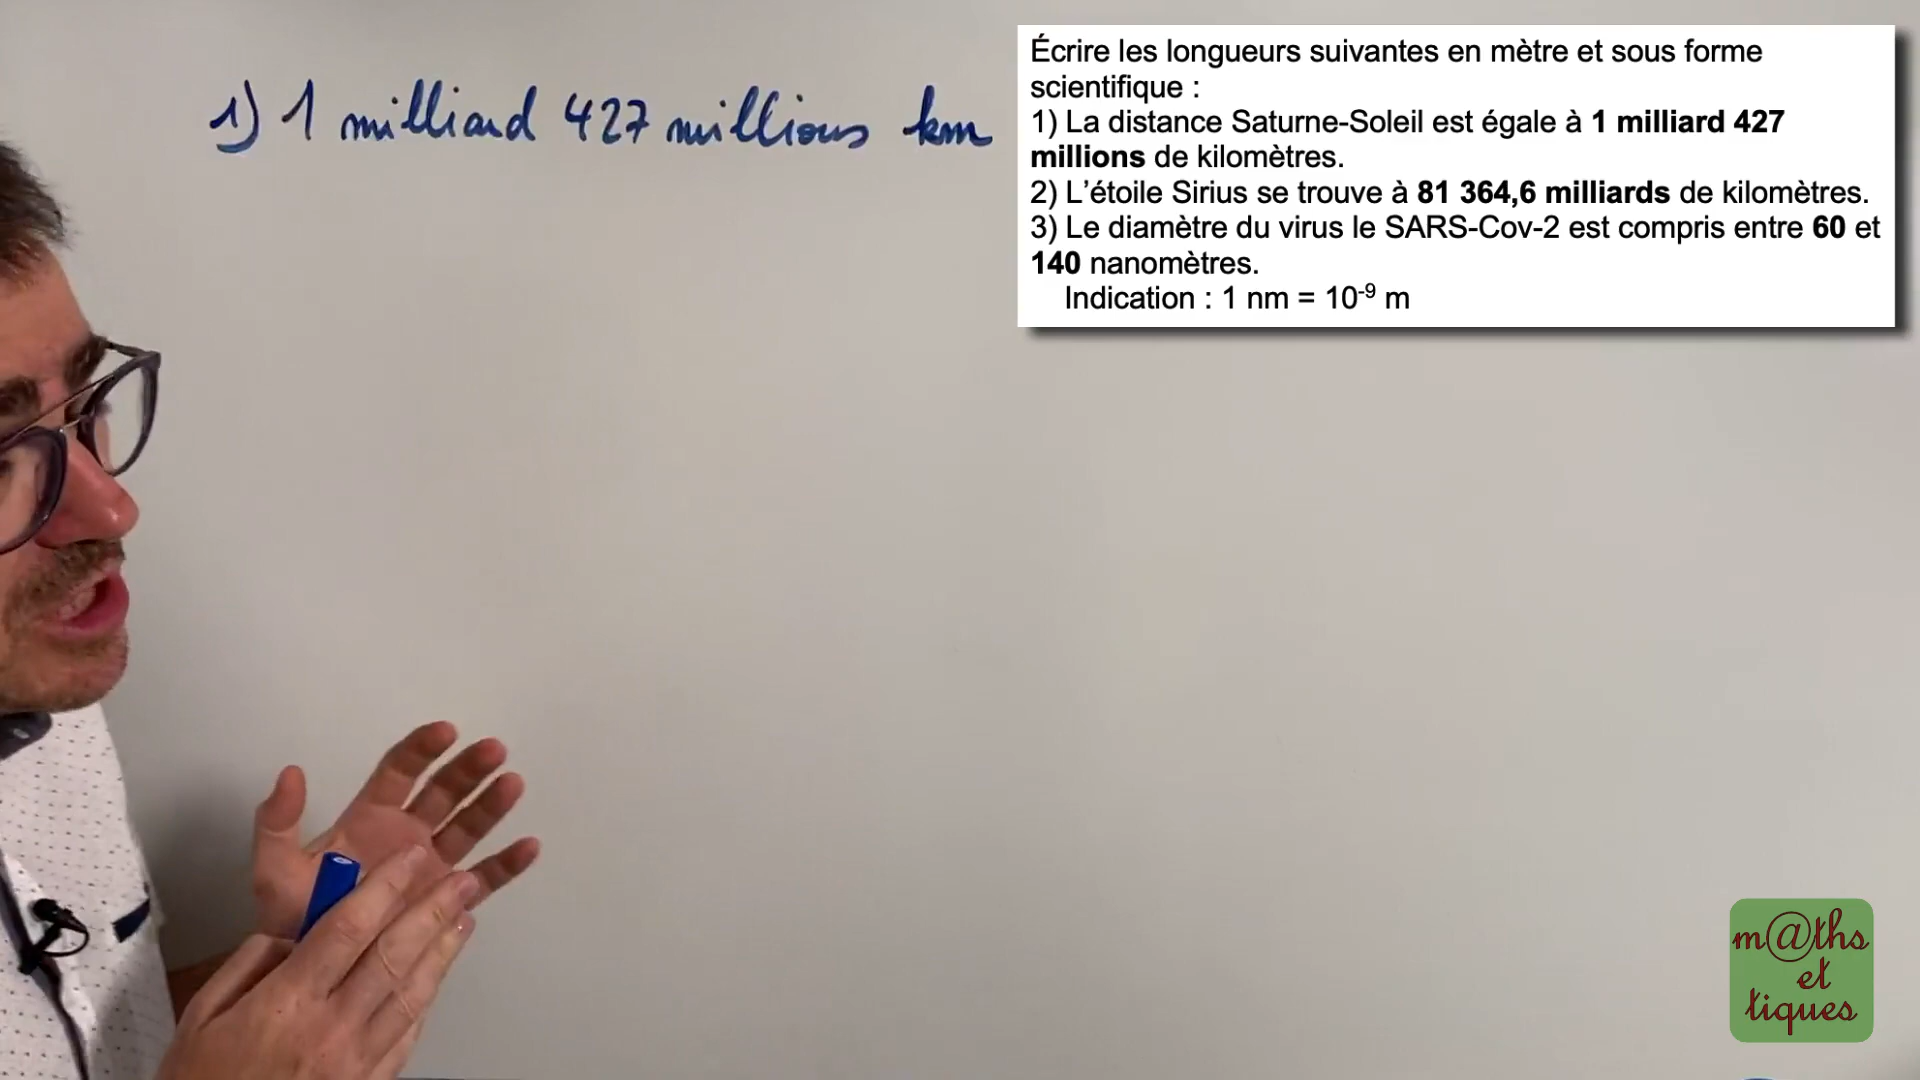 1) 1 milliard 427 millions km
Écrire les longueurs suivantes en mètre et sous forme
scientifique :
1) La distance Saturne-Soleil est égale à 1 milliard 427
millions de kilomètres.
2) L’étoile Sirius se trouve à 81 364,6 milliards de kilomètres.
3) Le diamètre du virus le SARS-Cov-2 est compris entre 60 et
140 nanomètres.
Indication : 1 nm = 10⁻⁹ m
m@ths
et
tiques